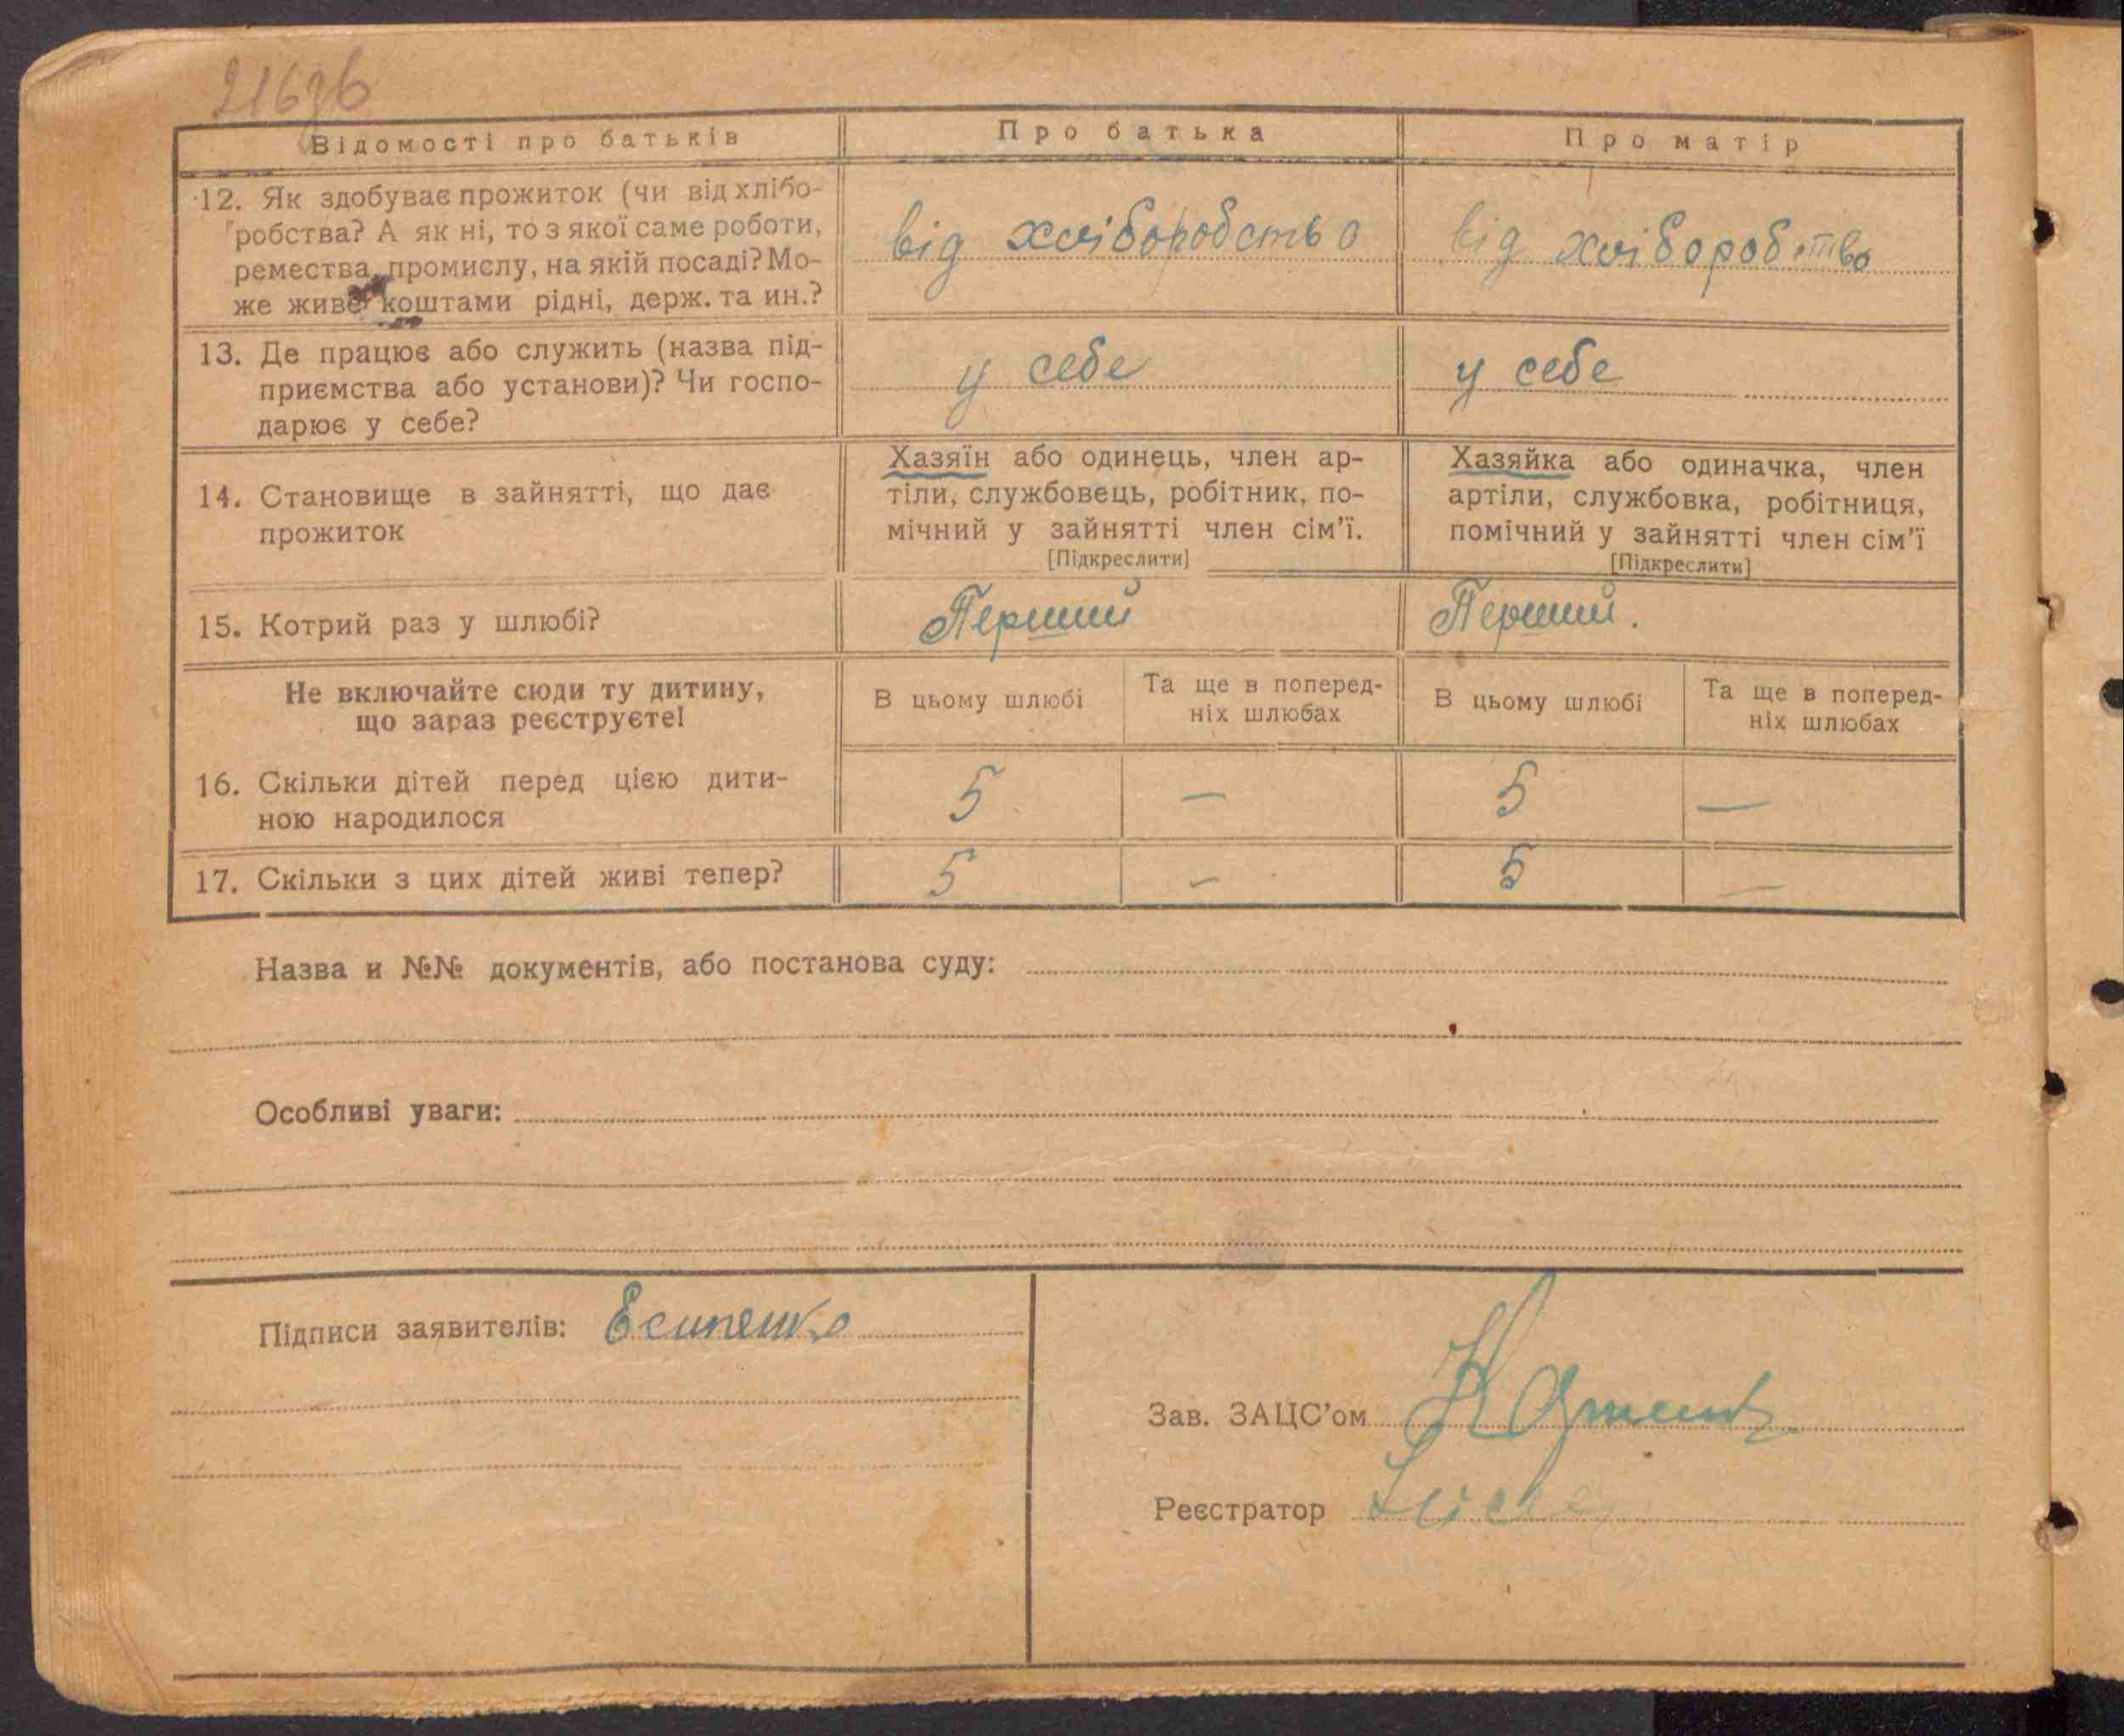 216зв
Відомості про батьків
Про батька
Про матір
12. Як здобуває прожиток (чи від хлібо-
робства? А як ні, то з якої саме роботи,
ремества, промислу, на якій посаді? Мо-
же живе коштами рідні, держ. та ин.?
від хліборобство
від хліборобство
13. Де працює або служить (назва під-
приємства або установи)? Чи госпо-
дарює у себе?
у себе
у себе
14. Становище в зайнятті, що дає
прожиток
Хазяїн або одинець, член ар-
тіли, службовець, робітник, по-
мічний у зайнятті член сім’ї.
[Підкреслити]
Хазяйка або одиначка, член
артіли, службовка, робітниця,
помічний у зайнятті член сім’ї
[Підкреслити]
15. Котрий раз у шлюбі?
Перший
Перший.
Не включайте сюди ту дитину,
що зараз реєструєте!
В цьому шлюбі
Та ще в поперед-
ніх шлюбах
В цьому шлюбі
Та ще в поперед-
ніх шлюбах
16. Скільки дітей перед цією дити-
ною народилося
5 — 5 —
17. Скільки з цих дітей живі тепер?
5 — 5 —
Назва и №№ документів, або постанова суду:
Особливі уваги:
Підписи заявителів: Есипенко
Зав. ЗАЦС’ом
Реєстратор